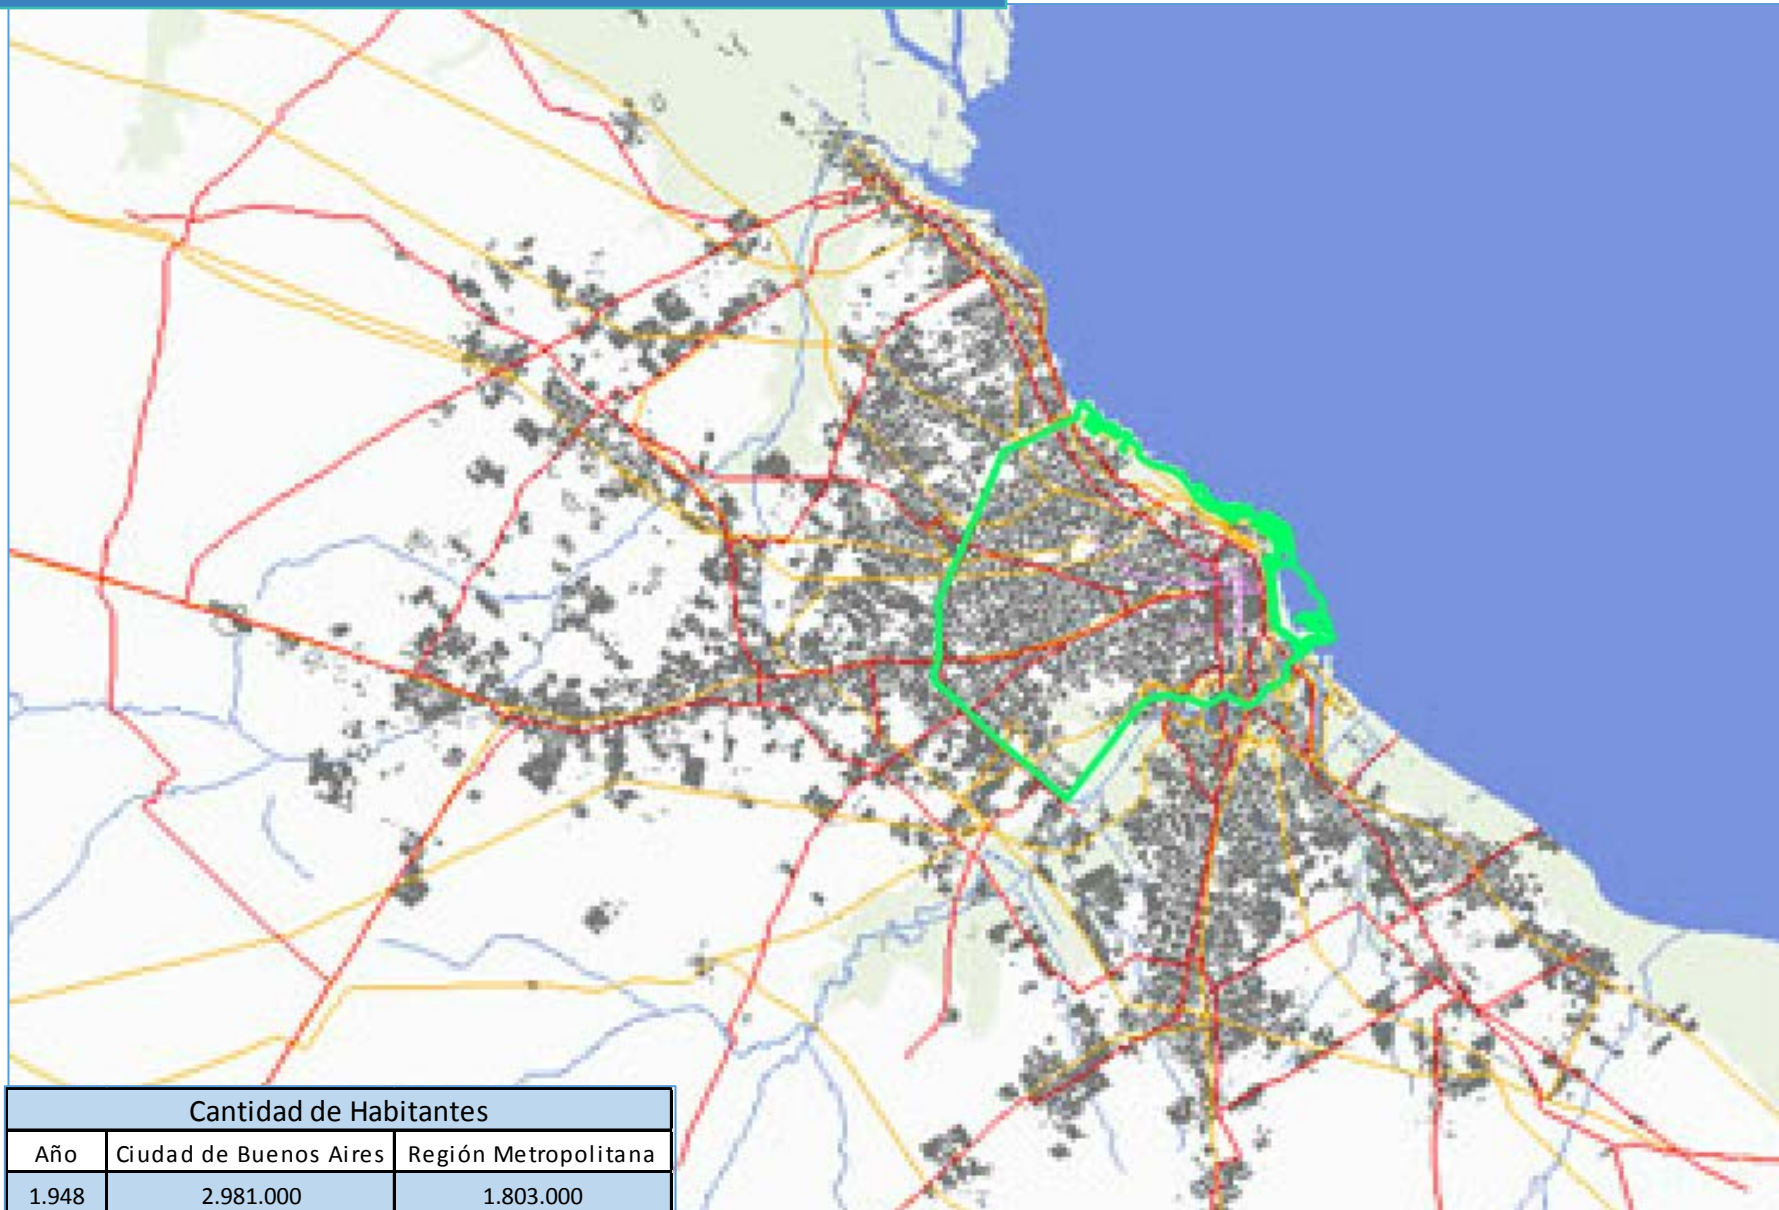 Cantidad de Habitantes
Año Ciudad de Buenos Aires Región Metropolitana
1.948 2.981.000 1.803.000